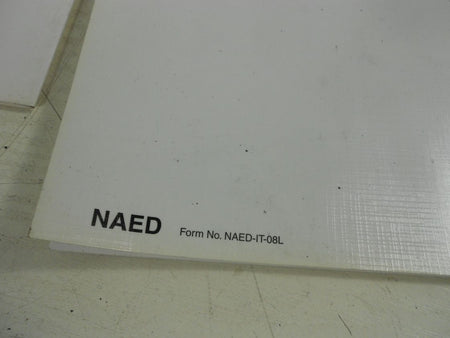 NAED Form No. NAED-IT-08L